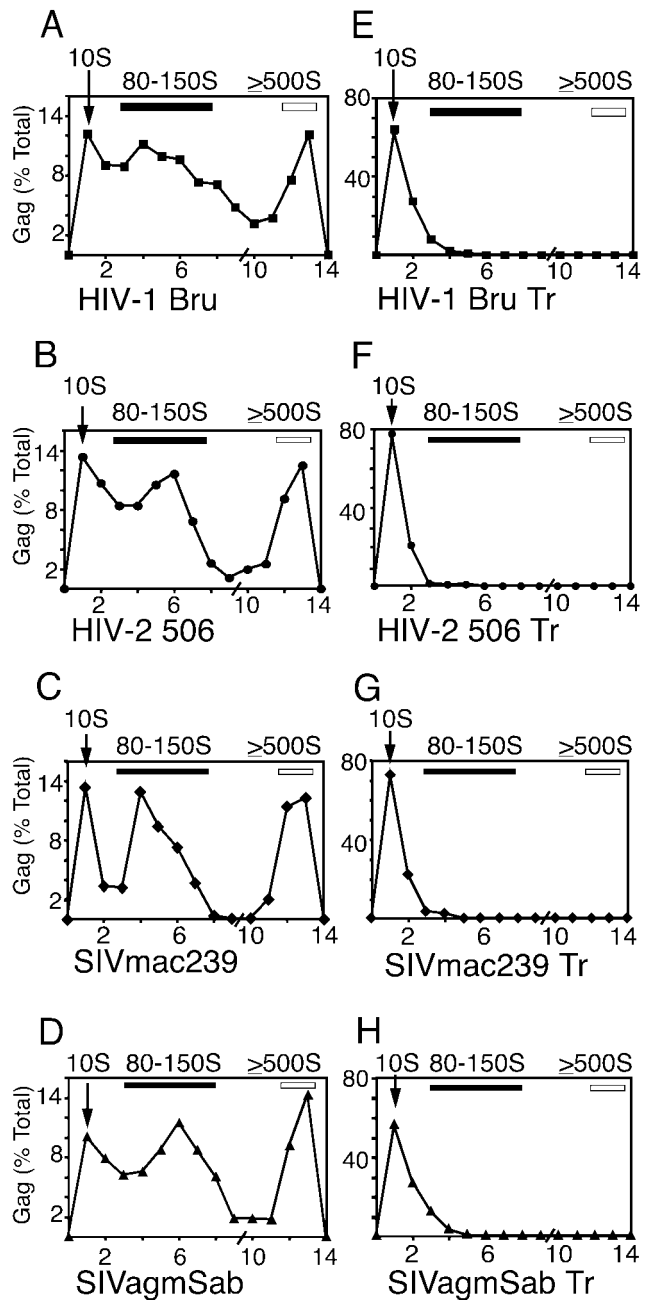 A
10S
80-150S
≥500S
Gag (% Total)
14
8
2
2 6 10 14
HIV-1 Bru
E
10S
80-150S
≥500S
80
40
2 6 10 14
HIV-1 Bru Tr
B
10S
80-150S
≥500S
Gag (% Total)
14
8
2
2 6 10 14
HIV-2 506
F
10S
80-150S
≥500S
80
40
2 6 10 14
HIV-2 506 Tr
C
10S
80-150S
≥500S
Gag (% Total)
14
8
2
2 6 10 14
SIVmac239
G
10S
80-150S
≥500S
80
40
2 6 10 14
SIVmac239 Tr
D
10S
80-150S
≥500S
Gag (% Total)
14
8
2
2 6 10 14
SIVagmSab
H
10S
80-150S
≥500S
80
40
2 6 10 14
SIVagmSab Tr